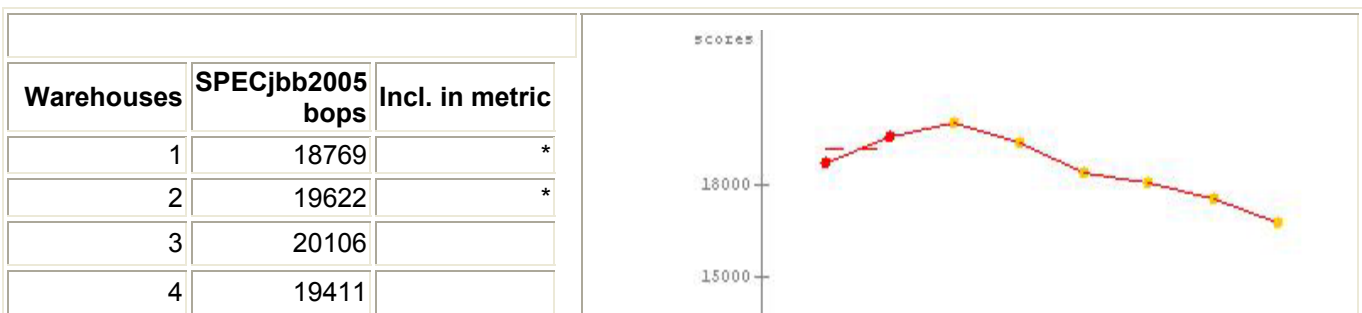 Warehouses SPECjbb2005 bops Incl. in metric
1 18769 *
2 19622 *
3 20106
4 19411
scores
18000
15000